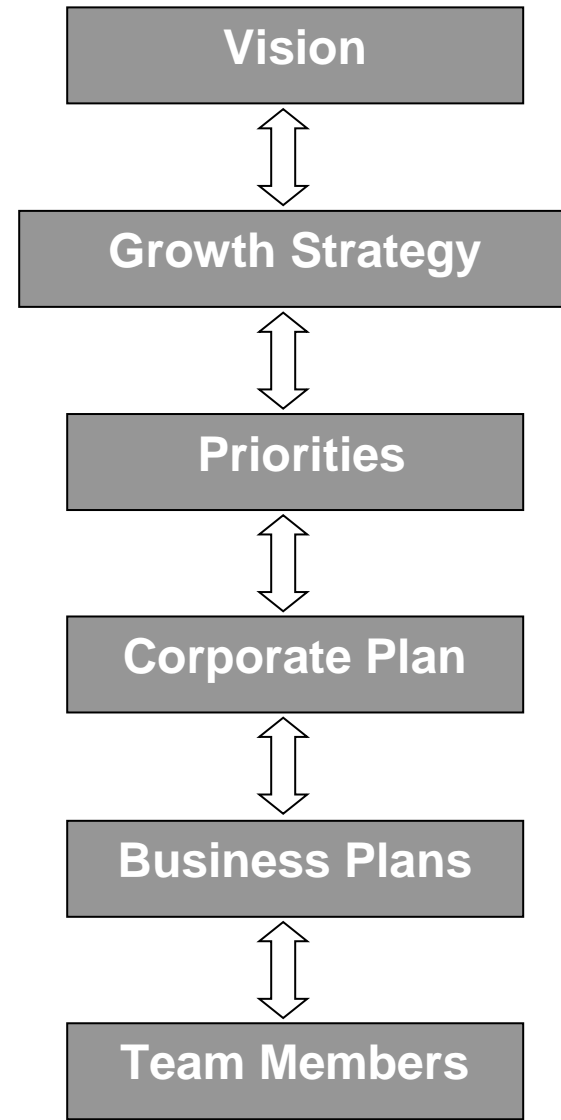 Vision
Growth Strategy
Priorities
Corporate Plan
Business Plans
Team Members